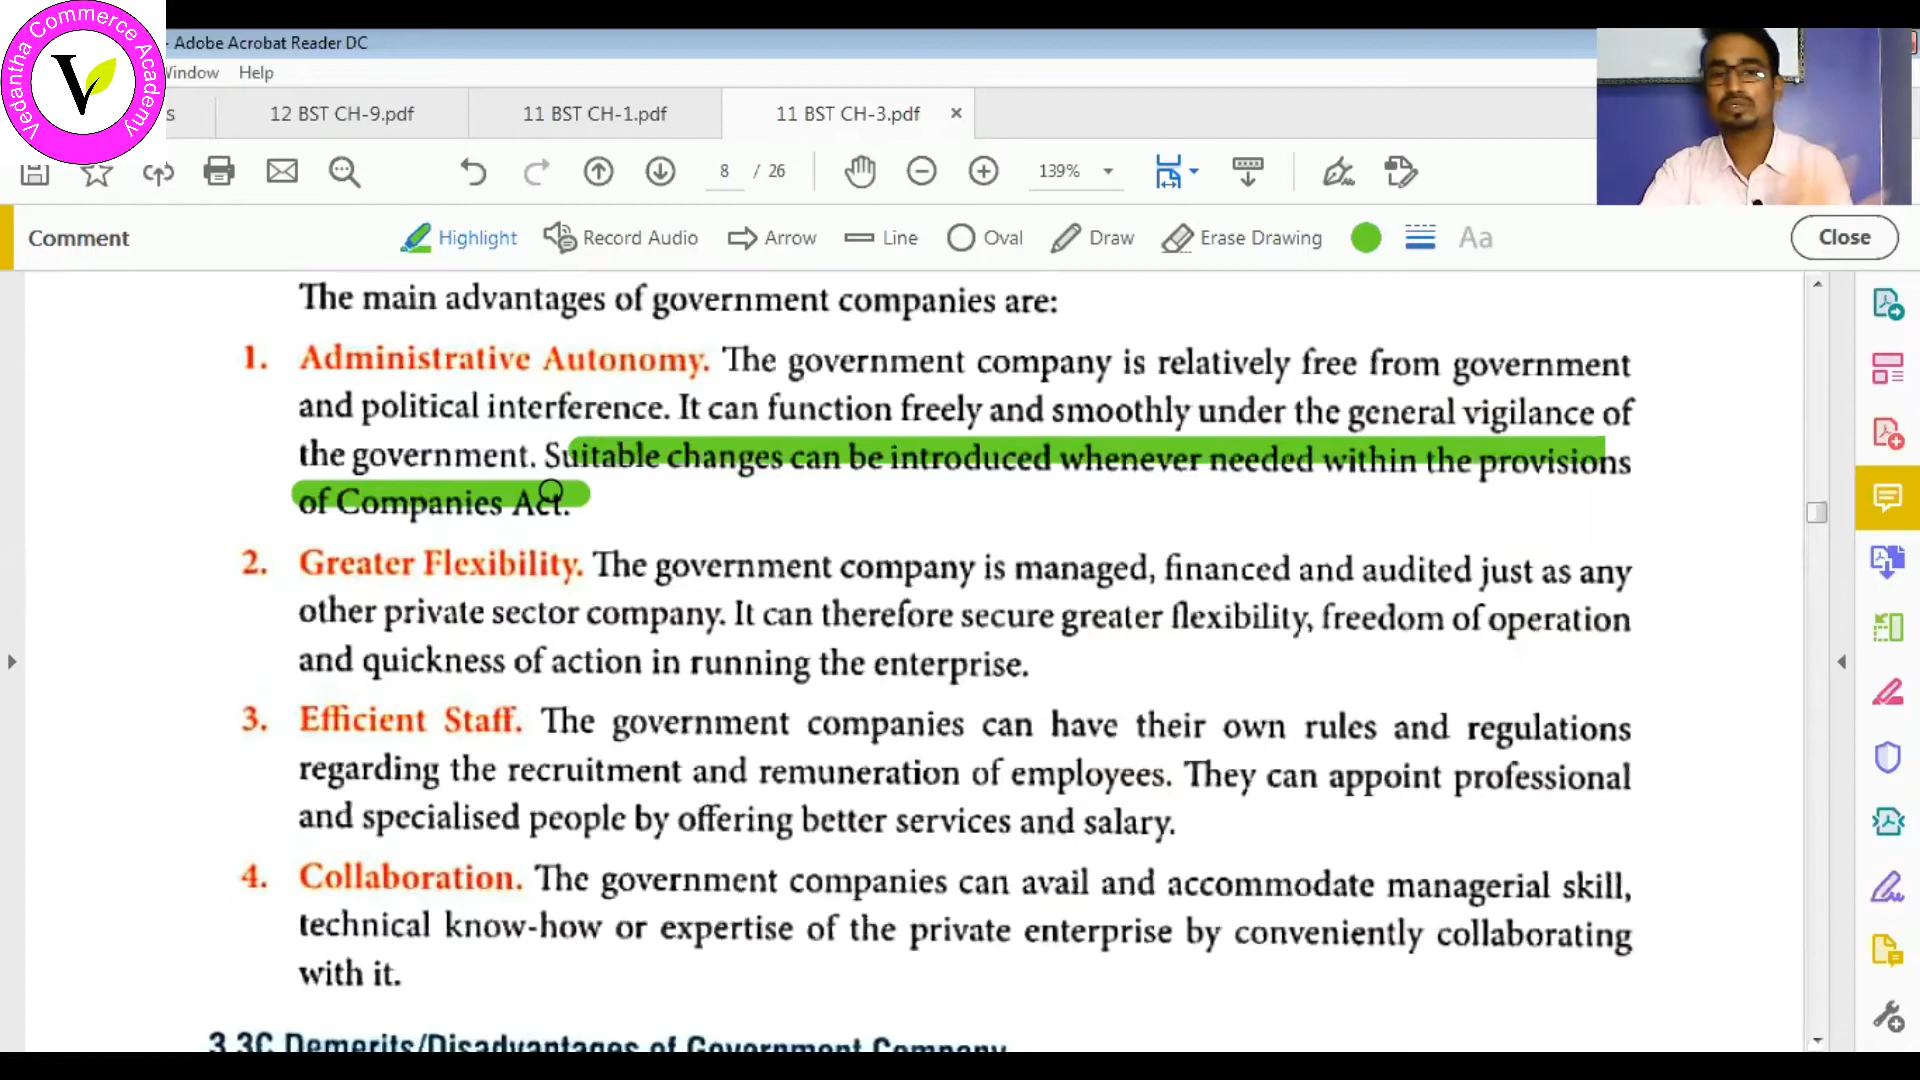 Vedantha Commerce Academy
V
- Adobe Acrobat Reader DC
Window Help
s 12 BST CH-9.pdf 11 BST CH-1.pdf 11 BST CH-3.pdf ×
8 / 26 139%
Comment Highlight Record Audio Arrow Line Oval Draw Erase Drawing Aa Close
The main advantages of government companies are:
1. Administrative Autonomy. The government company is relatively free from government
and political interference. It can function freely and smoothly under the general vigilance of
the government. Suitable changes can be introduced whenever needed within the provisions
of Companies Act.
2. Greater Flexibility. The government company is managed, financed and audited just as any
other private sector company. It can therefore secure greater flexibility, freedom of operation
and quickness of action in running the enterprise.
3. Efficient Staff. The government companies can have their own rules and regulations
regarding the recruitment and remuneration of employees. They can appoint professional
and specialised people by offering better services and salary.
4. Collaboration. The government companies can avail and accommodate managerial skill,
technical know-how or expertise of the private enterprise by conveniently collaborating
with it.
3.3C Demerits/Disadvantages of Government Company